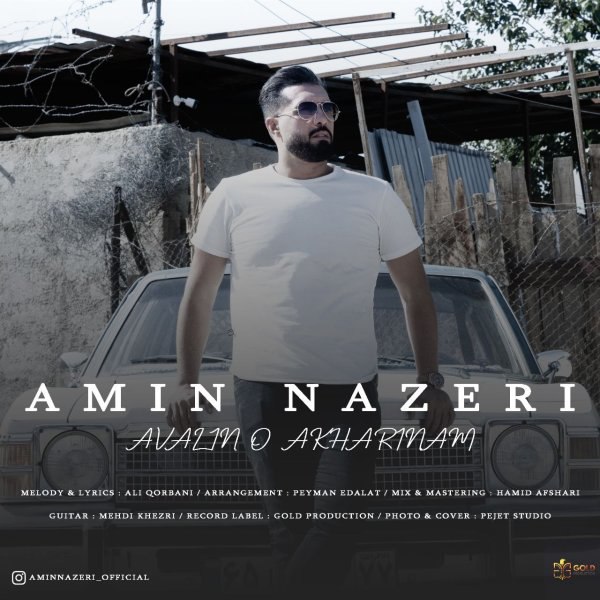 AMIN NAZERI
AVALIN O AKHARINAM
MELODY & LYRICS : ALI QORBANI / ARRANGEMENT : PEYMAN EDALAT / MIX & MASTERING : HAMID AFSHARI
GUITAR : MEHDI KHEZRI / RECORD LABEL : GOLD PRODUCTION / PHOTO & COVER : PEJET STUDIO
AMINNAZERI_OFFICIAL
GOLD